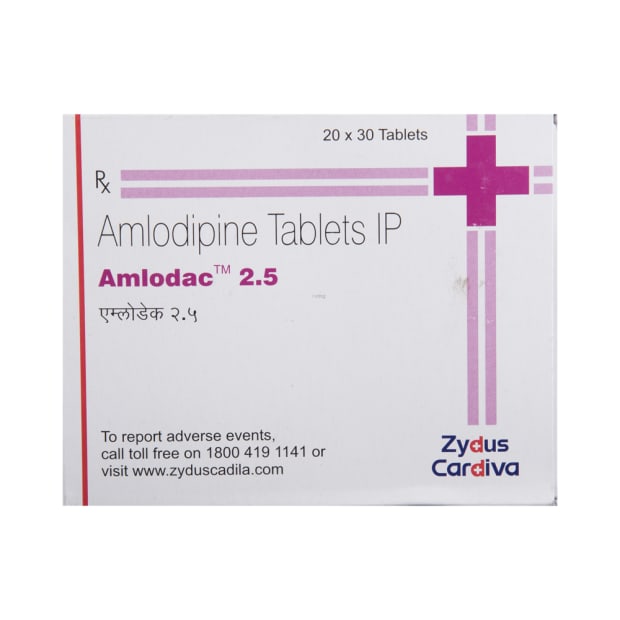 20 x 30 Tablets
Rx
Amlodipine Tablets IP
Amlodac™ 2.5
एम्लोडेक २.५
To report adverse events,
call toll free on 1800 419 1141 or
visit www.zyduscadila.com
Zydus
Cardiva